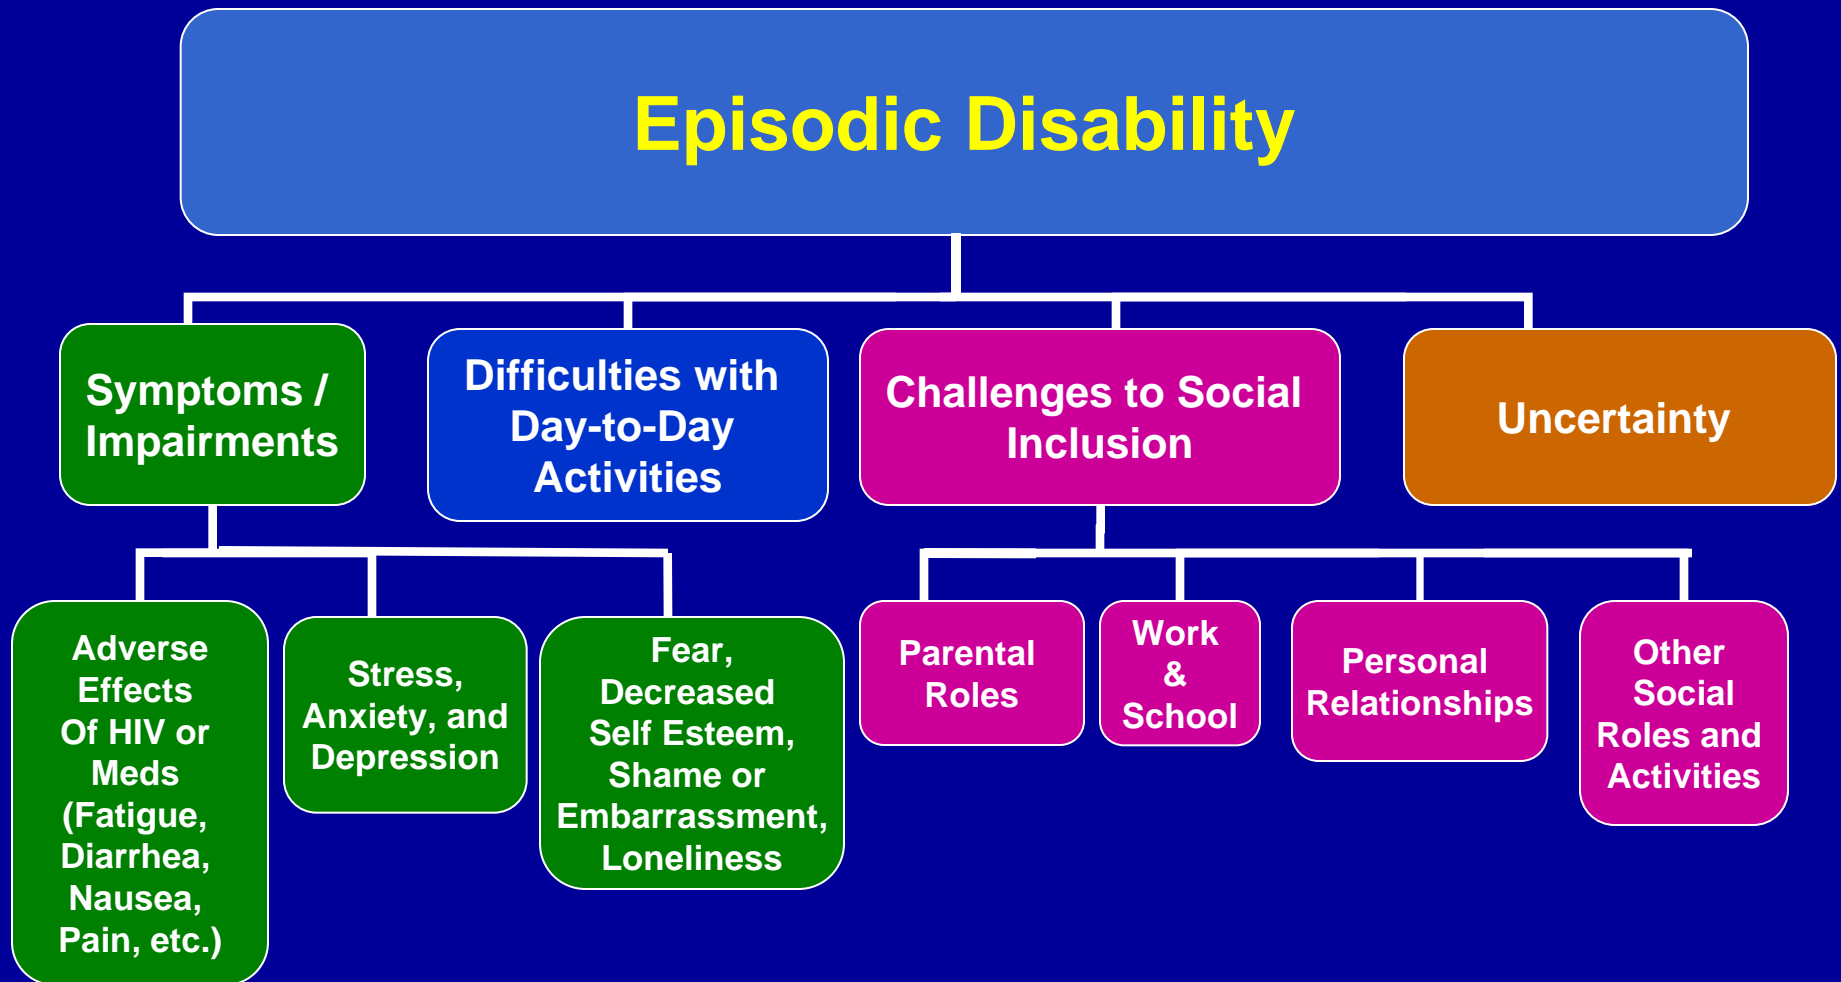 Episodic Disability
Symptoms /
Impairments
Difficulties with
Day-to-Day
Activities
Challenges to Social
Inclusion
Uncertainty
Adverse
Effects
Of HIV or
Meds
(Fatigue,
Diarrhea,
Nausea,
Pain, etc.)
Stress,
Anxiety, and
Depression
Fear,
Decreased
Self Esteem,
Shame or
Embarrassment,
Loneliness
Parental
Roles
Work
&
School
Personal
Relationships
Other
Social
Roles and
Activities